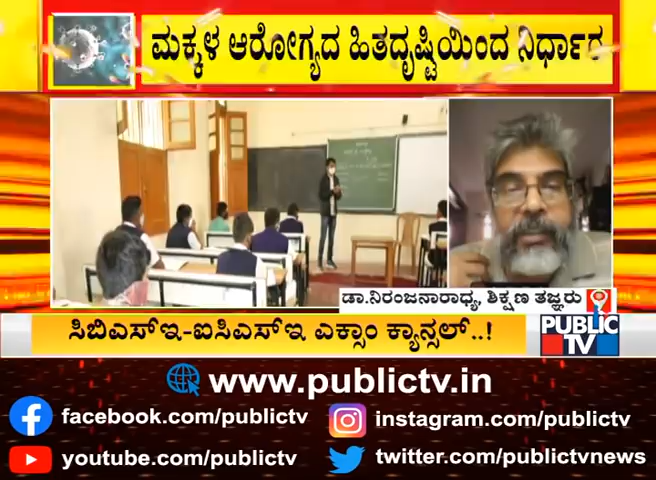 ಮಕ್ಕಳ ಆರೋಗ್ಯದ ಹಿತದೃಷ್ಟಿಯಿಂದ ನಿರ್ಧಾರ
ಡಾ.ನಿರಂಜನಾರಾಧ್ಯ, ಶಿಕ್ಷಣ ತಜ್ಞರು
ಸಿಬಿಎಸ್ಇ-ಐಸಿಎಸ್ಇ ಎಕ್ಸಾಂ ಕ್ಯಾನ್ಸಲ್..!
PUBLIC
TV
www.publictv.in
facebook.com/publictv
instagram.com/publictv
youtube.com/publictv
twitter.com/publictvnews